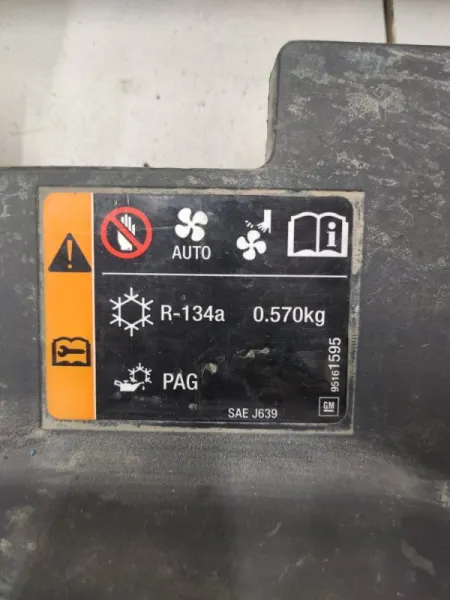 AUTO
R-134a 0.570kg
PAG
95161595
SAE J639
GM